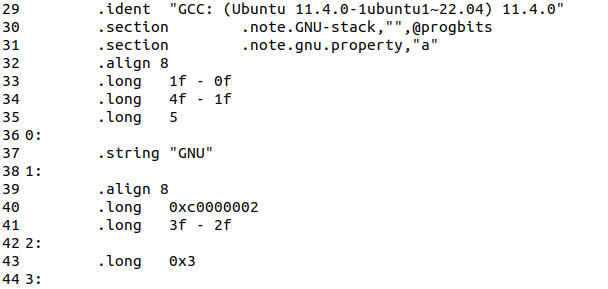 29 .ident "GCC: (Ubuntu 11.4.0-1ubuntu1~22.04) 11.4.0"
30 .section .note.GNU-stack,"",@progbits
31 .section .note.gnu.property,"a"
32 .align 8
33 .long 1f - 0f
34 .long 4f - 1f
35 .long 5
36 0:
37 .string "GNU"
38 1:
39 .align 8
40 .long 0xc0000002
41 .long 3f - 2f
42 2:
43 .long 0x3
44 3: